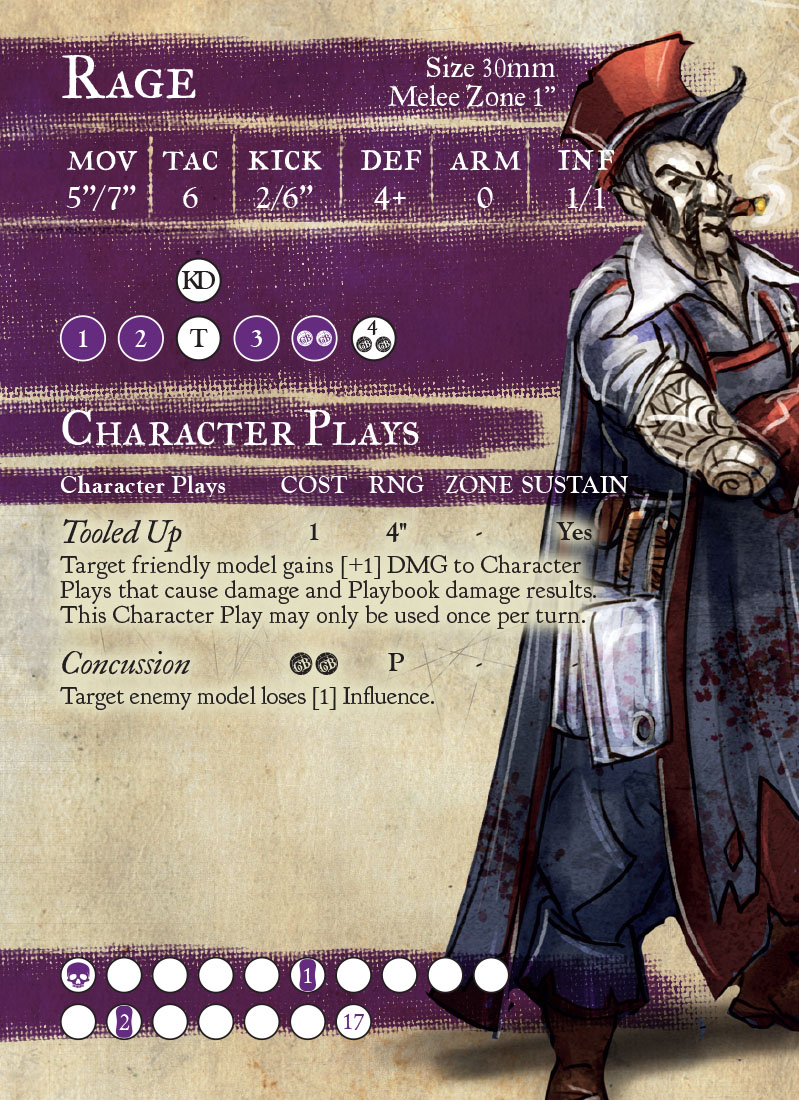 Rage
Size 30mm
Melee Zone 1”
MOV TAC KICK DEF ARM INF
5”/7” 6 2/6” 4+ 0 1/1
KD
1 2 T 3 GB GB 4 GB GB
Character Plays
Character Plays COST RNG ZONE SUSTAIN
Tooled Up 1 4" - Yes
Target friendly model gains [+1] DMG to Character
Plays that cause damage and Playbook damage results.
This Character Play may only be used once per turn.
Concussion GB GB P - -
Target enemy model loses [1] Influence.
1
2 17